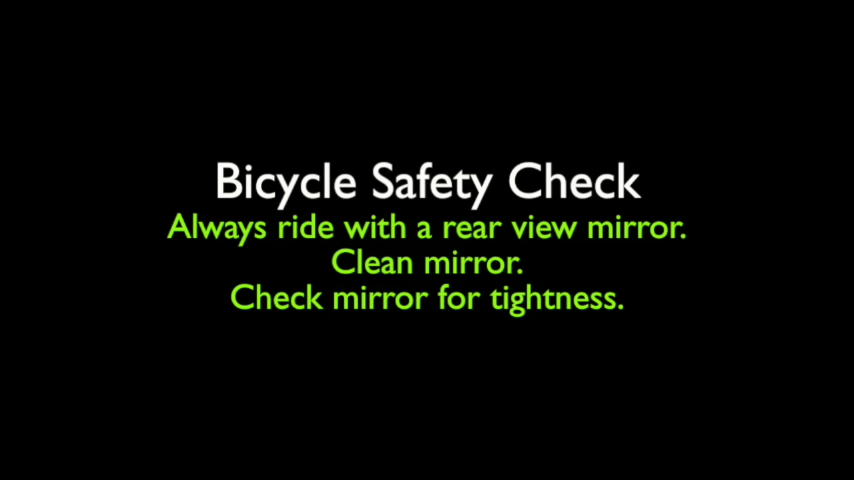 Bicycle Safety Check
Always ride with a rear view mirror.
Clean mirror.
Check mirror for tightness.